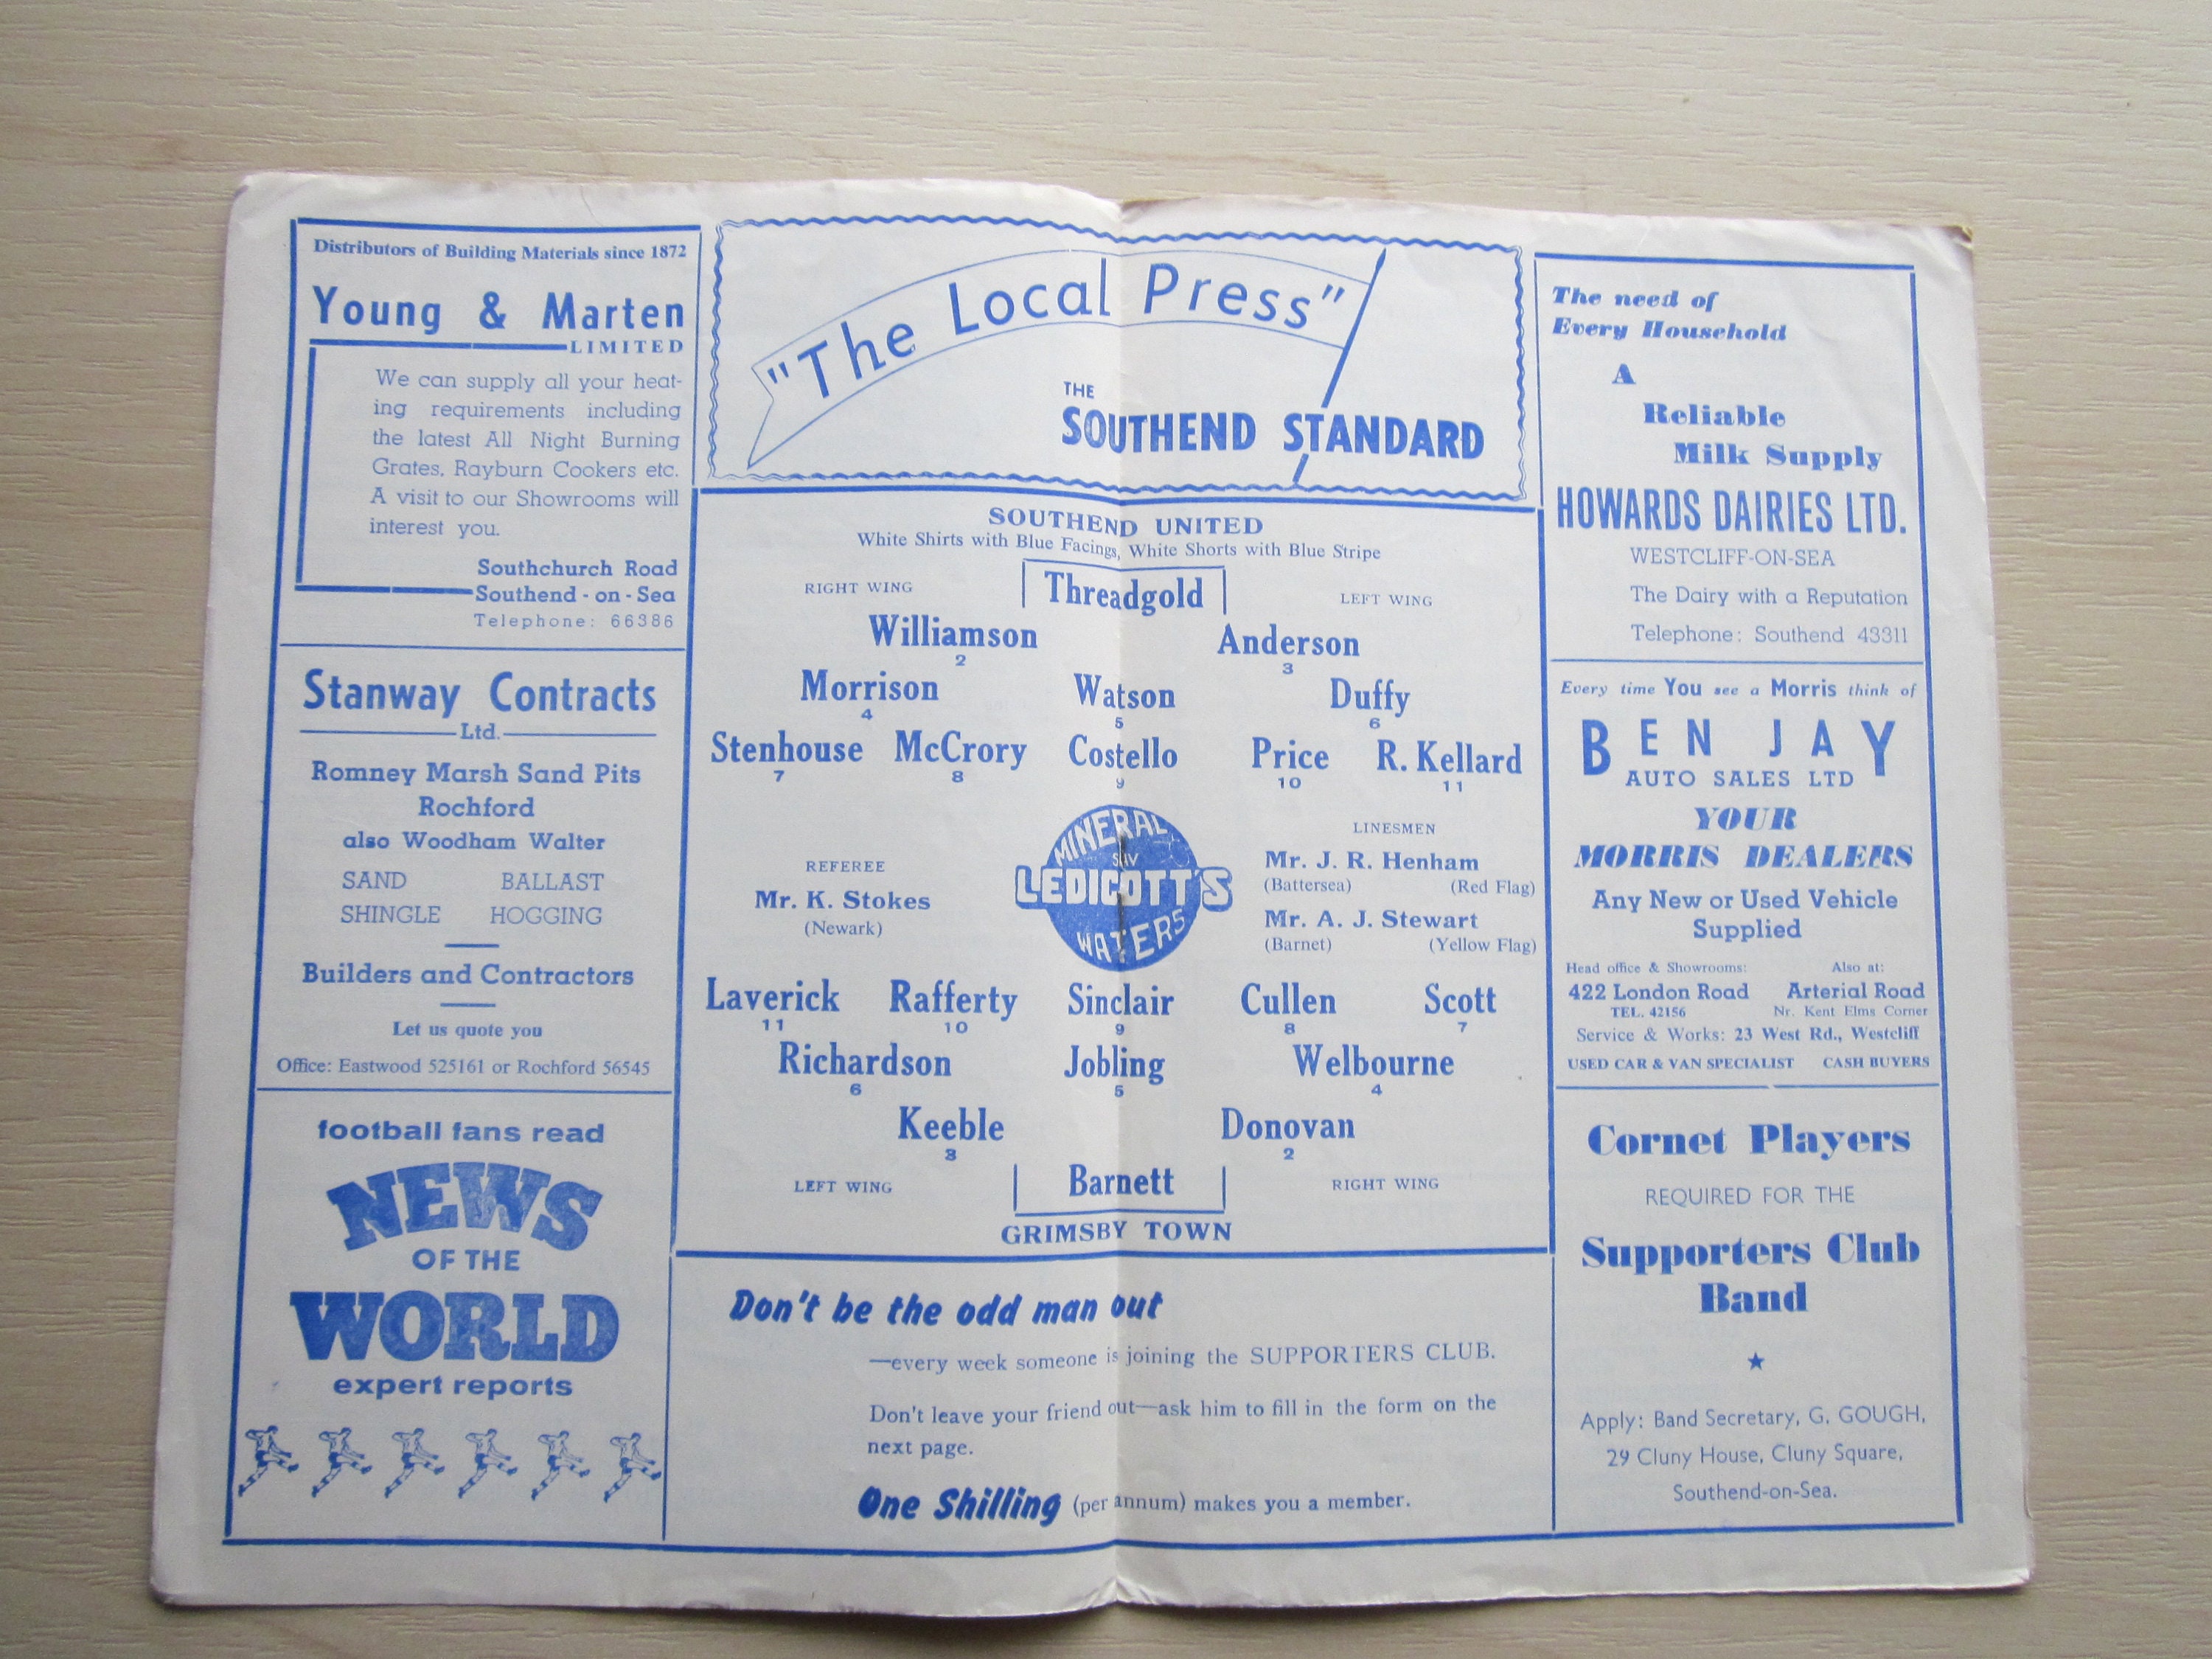 Distributors of Building Materials since 1872
Young & Marten
LIMITED
We can supply all your heat-
ing requirements including
the latest All Night Burning
Grates, Rayburn Cookers etc.
A visit to our Showrooms will
interest you.
Southchurch Road
Southend - on - Sea
Telephone: 66386
Stanway Contracts
Ltd.
Romney Marsh Sand Pits
Rochford
also Woodham Walter
SAND BALLAST
SHINGLE HOGGING
Builders and Contractors
Let us quote you
Office: Eastwood 525161 or Rochford 56545
football fans read
NEWS
OF THE
WORLD
expert reports
"The Local Press"
THE
SOUTHEND STANDARD
SOUTHEND UNITED
White Shirts with Blue Facings, White Shorts with Blue Stripe
RIGHT WING Threadgold LEFT WING
Williamson Anderson
2 3
Morrison Watson Duffy
4 5 6
Stenhouse McCrory Costello Price R. Kellard
7 8 9 10 11
REFEREE
Mr. K. Stokes
(Newark)
MINERAL
LEDICOTT'S
WATERS
LINESMEN
Mr. J. R. Henham
(Battersea) (Red Flag)
Mr. A. J. Stewart
(Barnet) (Yellow Flag)
Laverick Rafferty Sinclair Cullen Scott
11 10 9 8 7
Richardson Jobling Welbourne
6 5 4
Keeble Donovan
3 2
LEFT WING Barnett RIGHT WING
GRIMSBY TOWN
Don't be the odd man out
—every week someone is joining the SUPPORTERS CLUB.
Don't leave your friend out—ask him to fill in the form on the
next page.
One Shilling (per annum) makes you a member.
The need of
Every Household
A
Reliable
Milk Supply
HOWARDS DAIRIES LTD.
WESTCLIFF-ON-SEA
The Dairy with a Reputation
Telephone: Southend 43311
Every time You see a Morris think of
BEN JAY
AUTO SALES LTD
YOUR
MORRIS DEALERS
Any New or Used Vehicle
Supplied
Head office & Showrooms: Also at:
422 London Road Arterial Road
TEL. 42156 Nr. Kent Elms Corner
Service & Works: 23 West Rd., Westcliff
USED CAR & VAN SPECIALIST CASH BUYERS
Cornet Players
REQUIRED FOR THE
Supporters Club
Band
Apply: Band Secretary, G. GOUGH,
29 Cluny House, Cluny Square,
Southend-on-Sea.